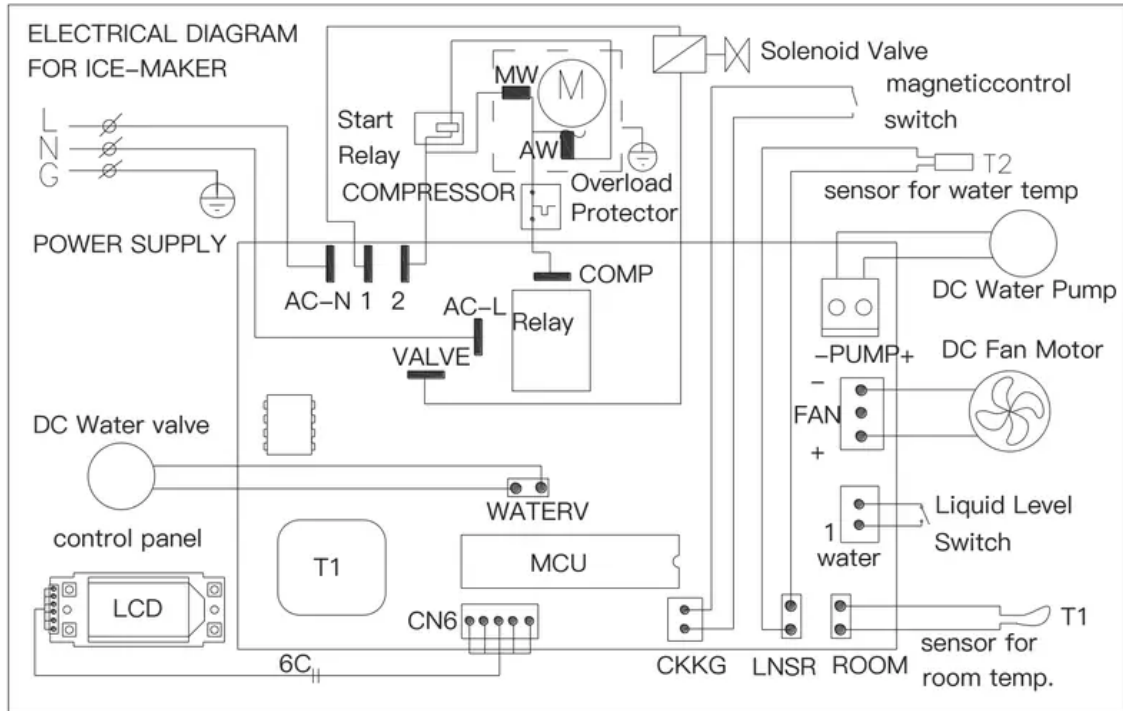 ELECTRICAL DIAGRAM
FOR ICE-MAKER
L
N
G
POWER SUPPLY
Start
Relay
MW
M
AW
COMPRESSOR
Overload
Protector
Solenoid Valve
magneticcontrol
switch
T2
sensor for water temp
AC-N 1 2
COMP
AC-L
Relay
VALVE
DC Water Pump
-PUMP+
DC Fan Motor
-
FAN
+
DC Water valve
WATERV
Liquid Level
Switch
1
water
control panel
LCD
T1
MCU
CN6
6C
CKKG
LNSR
ROOM
T1
sensor for
room temp.